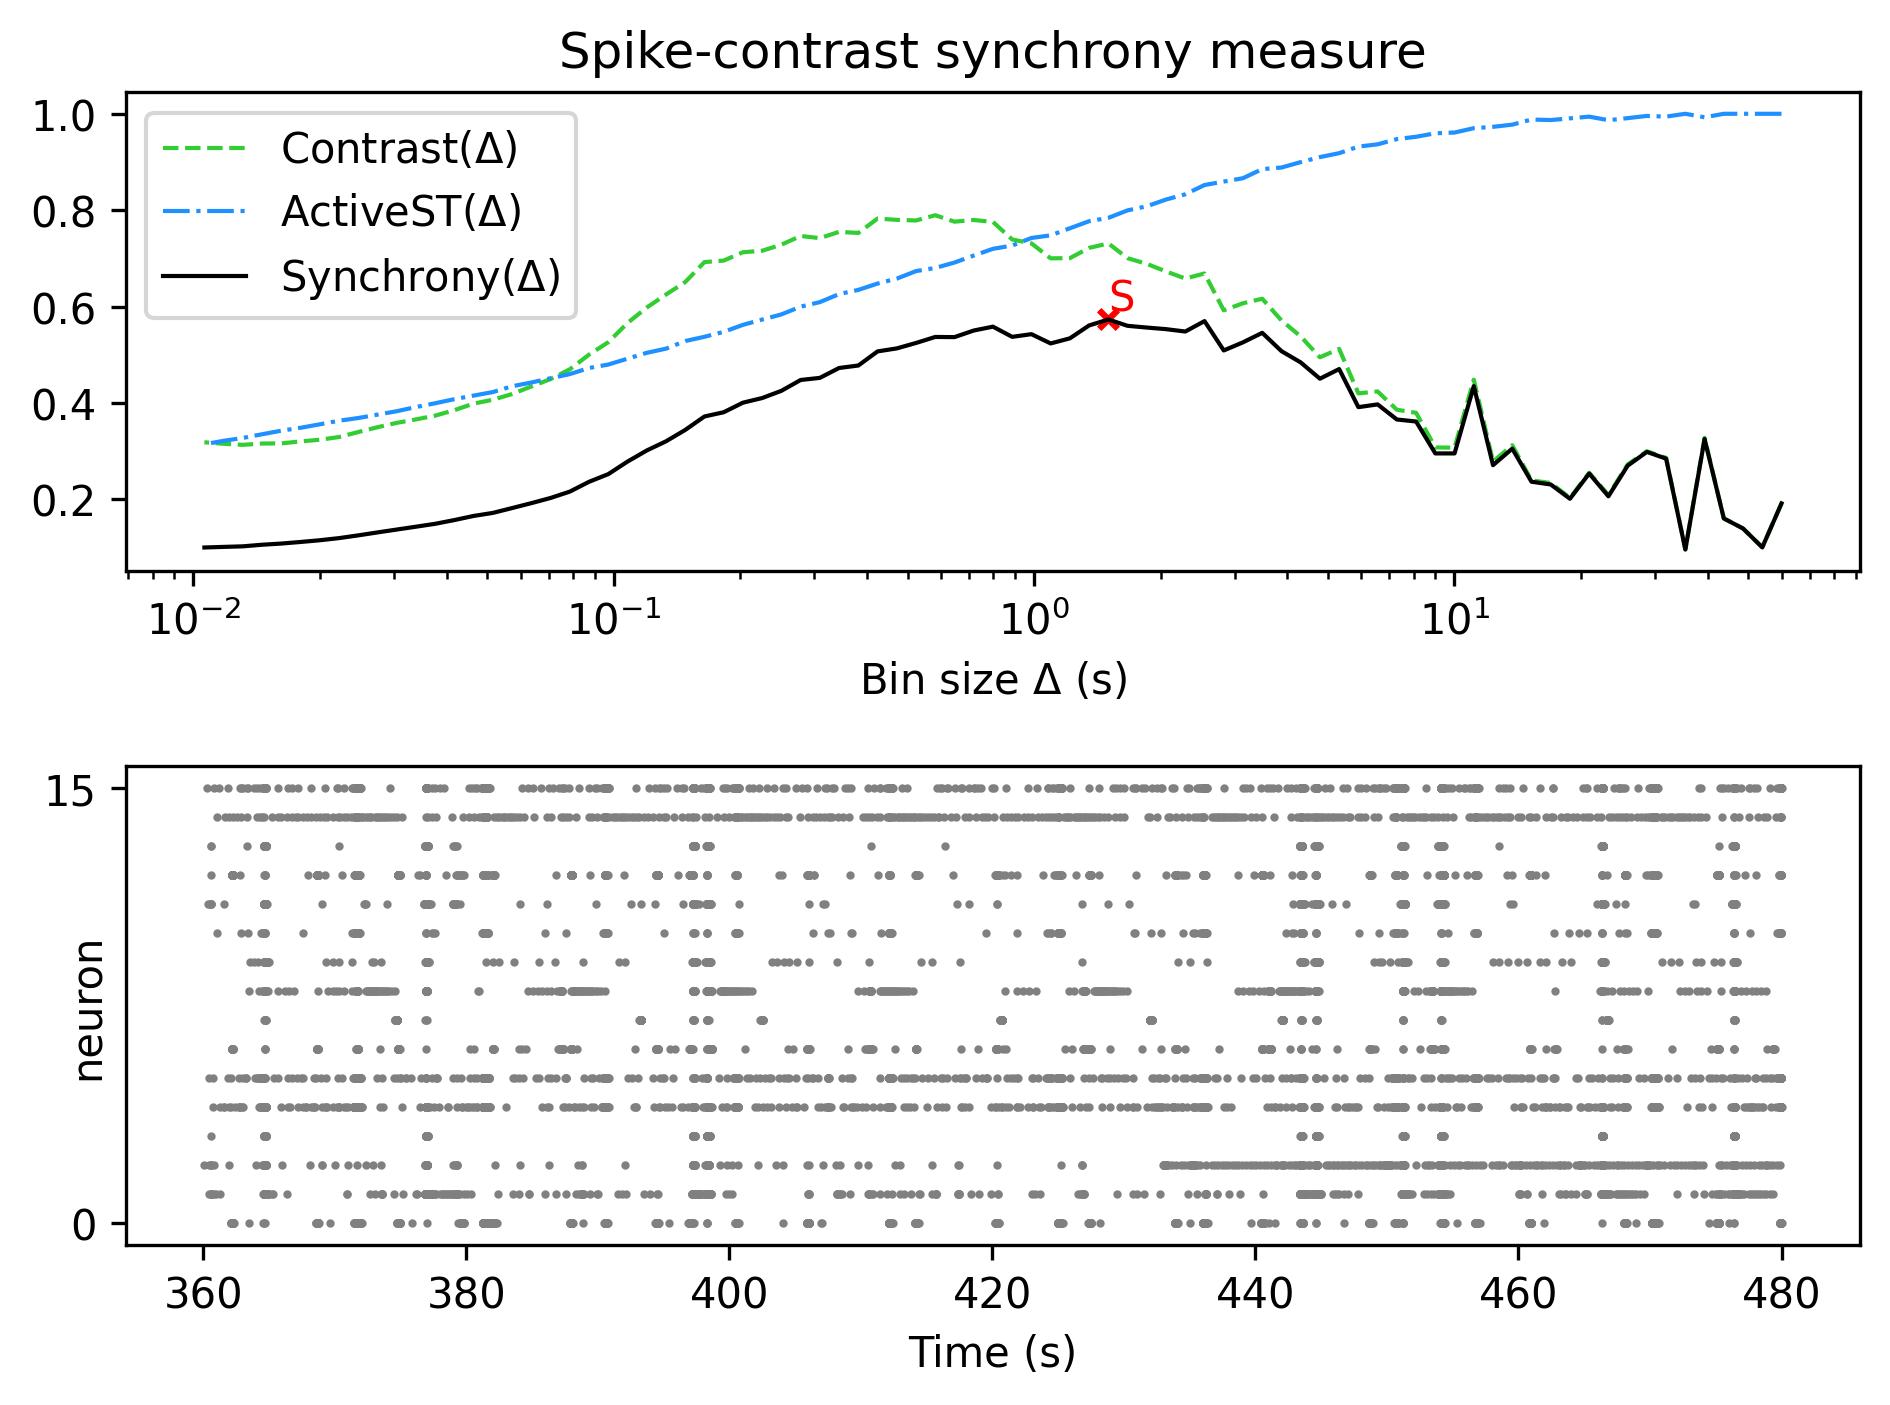 Spike-contrast synchrony measure
1.0
0.8
0.6
0.4
0.2
Contrast(Δ)
ActiveST(Δ)
Synchrony(Δ)
S
10⁻² 10⁻¹ 10⁰ 10¹
Bin size Δ (s)
15
0
neuron
360 380 400 420 440 460 480
Time (s)